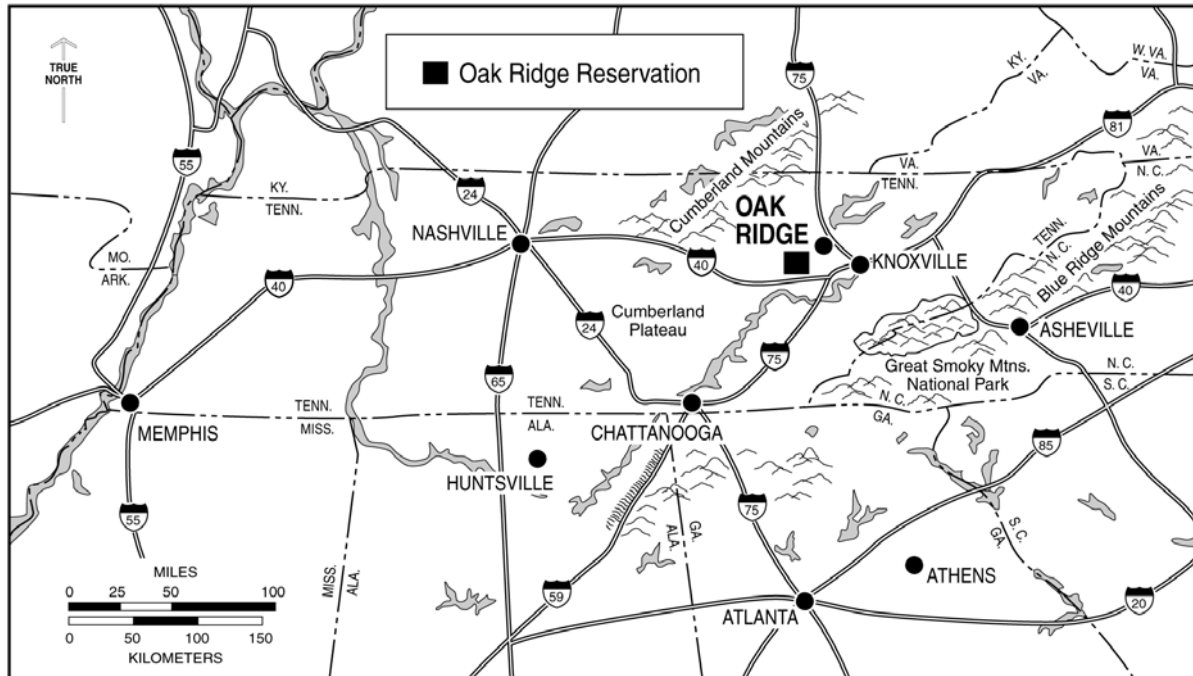 TRUE
NORTH
Oak Ridge Reservation
55
24
75
81
KY.
VA.
W. VA.
VA.
VA.
TENN.
VA.
N. C.
KY.
TENN.
MO.
ARK.
40
NASHVILLE
Cumberland Mountains
OAK
RIDGE
40
KNOXVILLE
TENN.
N. C.
Blue Ridge Mountains
40
ASHEVILLE
Cumberland
Plateau
24
65
75
Great Smoky Mtns.
National Park
N. C.
S. C.
N. C.
GA.
MEMPHIS
TENN.
MISS.
TENN.
ALA.
CHATTANOOGA
HUNTSVILLE
85
55
75
GA.
ALA.
S. C.
GA.
MISS.
ALA.
59
ATHENS
ATLANTA
20
MILES
0 25 50 100
0 50 100 150
KILOMETERS